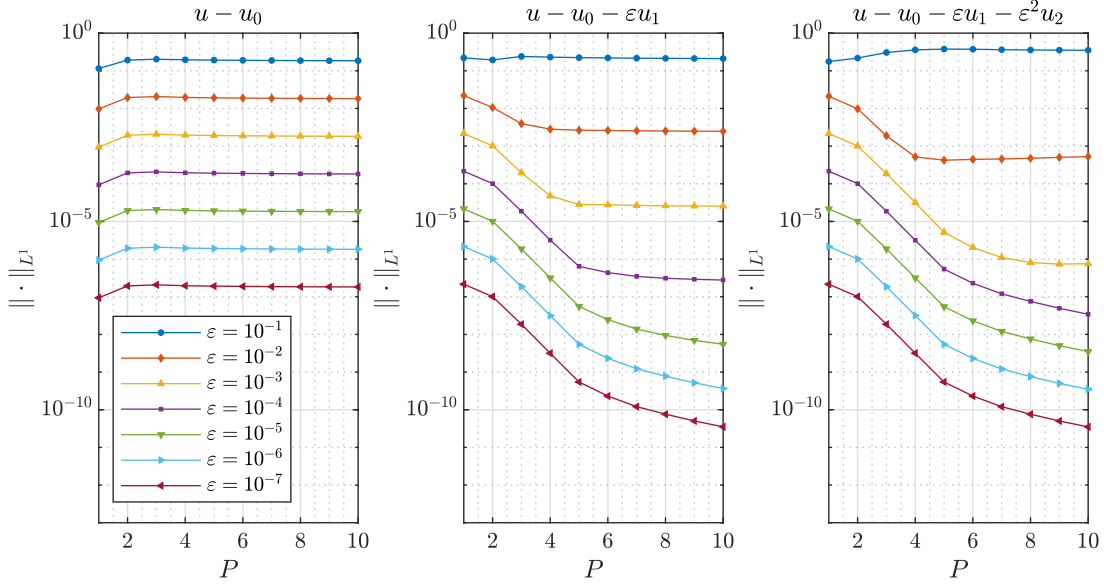 u − u₀
u − u₀ − εu₁
u − u₀ − εu₁ − ε²u₂
10⁰
10⁻⁵
10⁻¹⁰
‖ · ‖_{L¹}
ε = 10⁻¹
ε = 10⁻²
ε = 10⁻³
ε = 10⁻⁴
ε = 10⁻⁵
ε = 10⁻⁶
ε = 10⁻⁷
2 4 6 8 10
P
10⁰
10⁻⁵
10⁻¹⁰
‖ · ‖_{L¹}
2 4 6 8 10
P
10⁰
10⁻⁵
10⁻¹⁰
‖ · ‖_{L¹}
2 4 6 8 10
P